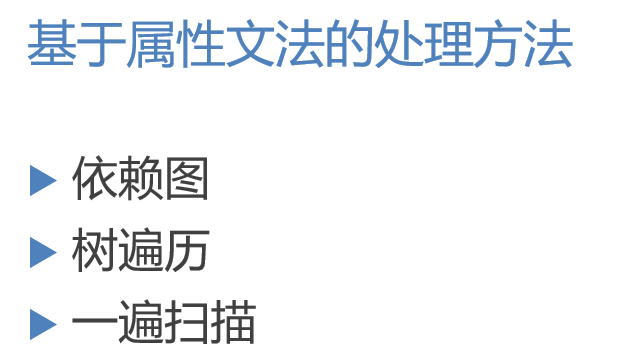 基于属性文法的处理方法
依赖图
树遍历
一遍扫描